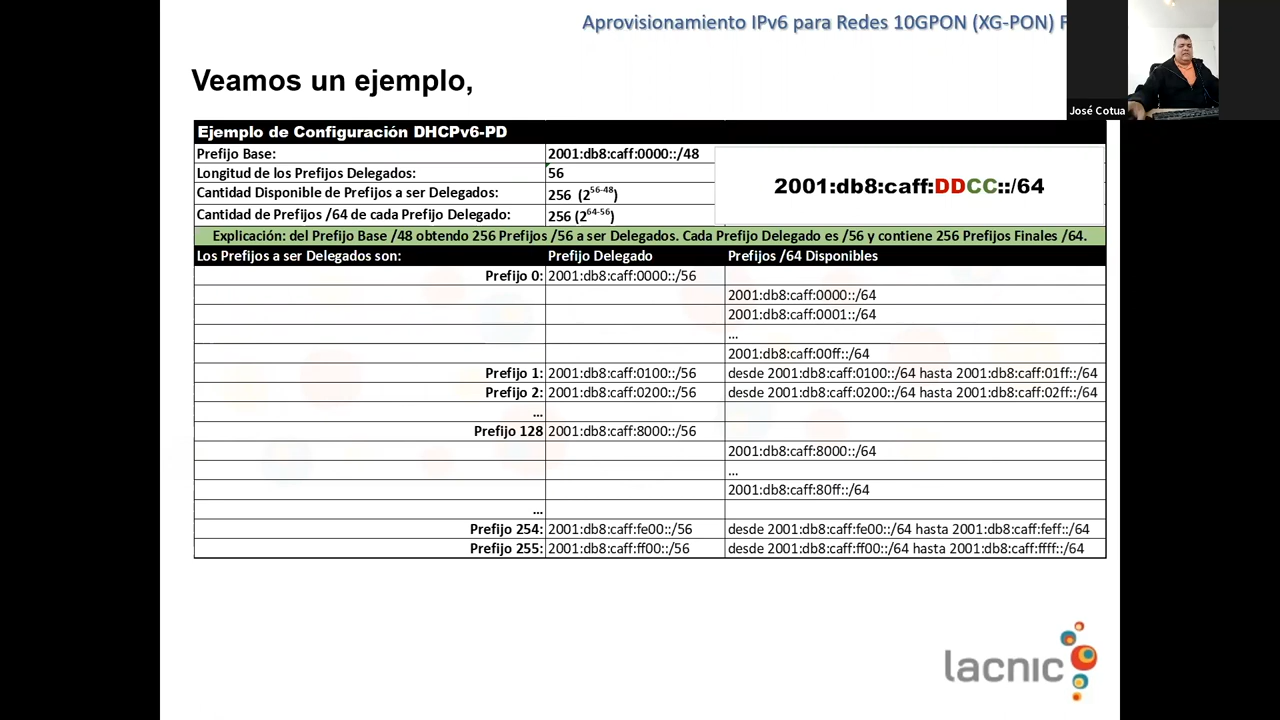 Aprovisionamiento IPv6 para Redes 10GPON (XG-PON) F
José Cotua
Veamos un ejemplo,
Ejemplo de Configuración DHCPv6-PD
Prefijo Base: 2001:db8:caff:0000::/48
Longitud de los Prefijos Delegados: 56
Cantidad Disponible de Prefijos a ser Delegados: 256 (2^56-48)
Cantidad de Prefijos /64 de cada Prefijo Delegado: 256 (2^64-56)
2001:db8:caff:DDCC::/64
Explicación: del Prefijo Base /48 obtendo 256 Prefijos /56 a ser Delegados. Cada Prefijo Delegado es /56 y contiene 256 Prefijos Finales /64.
Los Prefijos a ser Delegados son: Prefijo Delegado Prefijos /64 Disponibles
Prefijo 0: 2001:db8:caff:0000::/56
2001:db8:caff:0000::/64
2001:db8:caff:0001::/64
...
2001:db8:caff:00ff::/64
Prefijo 1: 2001:db8:caff:0100::/56 desde 2001:db8:caff:0100::/64 hasta 2001:db8:caff:01ff::/64
Prefijo 2: 2001:db8:caff:0200::/56 desde 2001:db8:caff:0200::/64 hasta 2001:db8:caff:02ff::/64
...
Prefijo 128 2001:db8:caff:8000::/56
2001:db8:caff:8000::/64
...
2001:db8:caff:80ff::/64
...
Prefijo 254: 2001:db8:caff:fe00::/56 desde 2001:db8:caff:fe00::/64 hasta 2001:db8:caff:feff::/64
Prefijo 255: 2001:db8:caff:ff00::/56 desde 2001:db8:caff:ff00::/64 hasta 2001:db8:caff:ffff::/64
lacnic